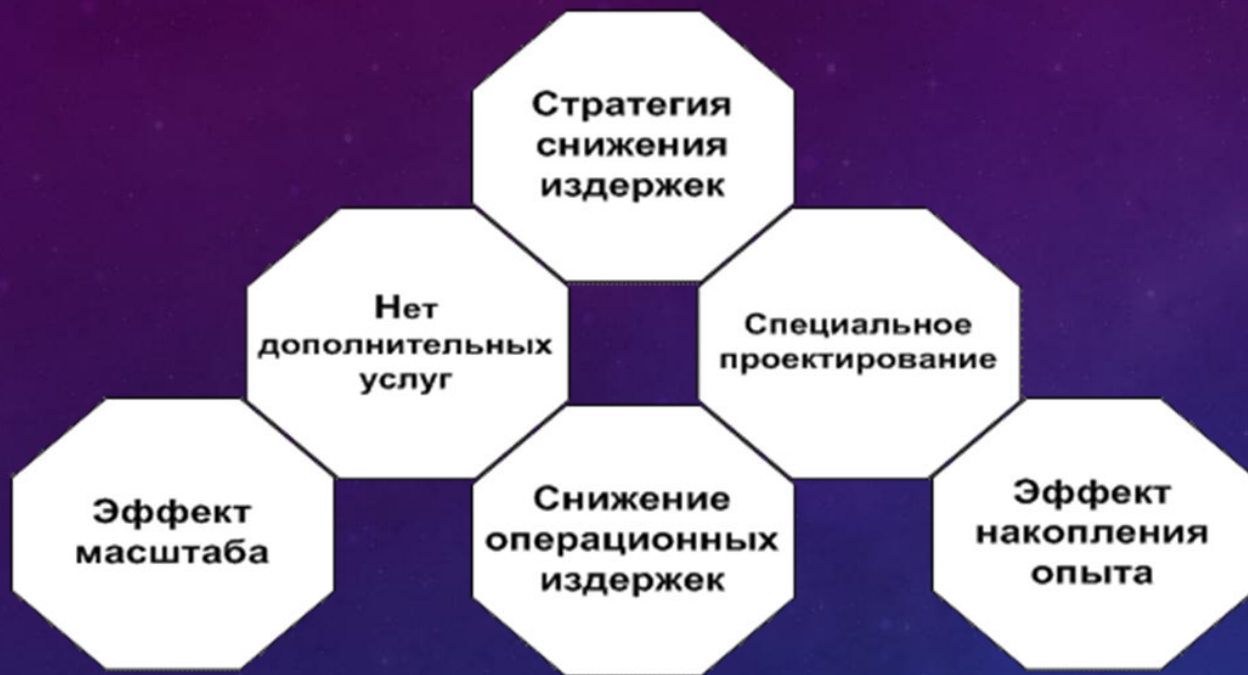 Стратегия
снижения
издержек
Нет
дополнительных
услуг
Специальное
проектирование
Эффект
масштаба
Снижение
операционных
издержек
Эффект
накопления
опыта